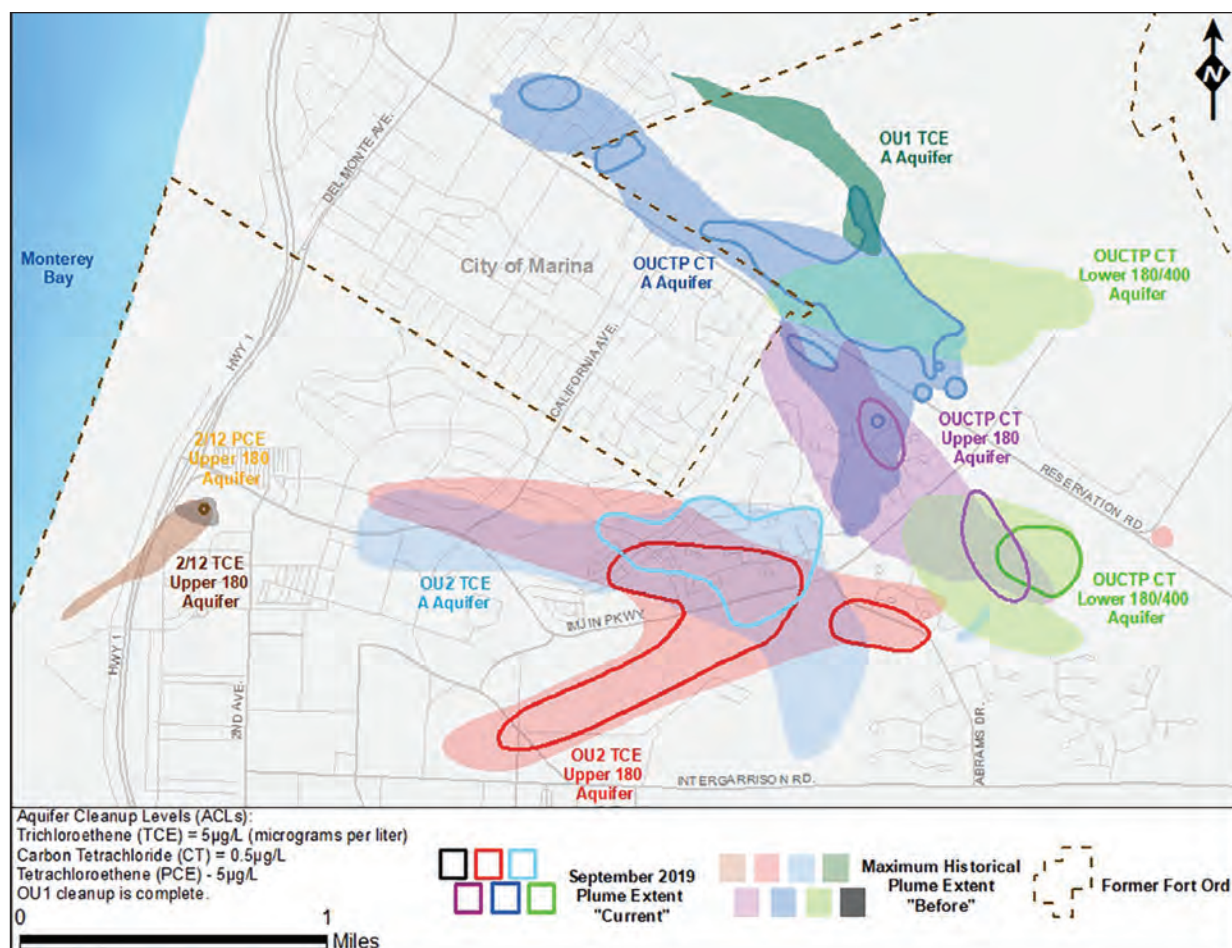 N
OU1 TCE
A Aquifer
DEL MONTE AVE.
Monterey
Bay
City of Marina
OUCTP CT
A Aquifer
OUCTP CT
Lower 180/400
Aquifer
HWY 1
CALIFORNIA AVE.
2/12 PCE
Upper 180
Aquifer
OUCTP CT
Upper 180
Aquifer
RESERVATION RD.
2/12 TCE
Upper 180
Aquifer
OU2 TCE
A Aquifer
OUCTP CT
Lower 180/400
Aquifer
IMJIN PKWY.
HWY 1
2ND AVE.
ABRAMS DR.
OU2 TCE
Upper 180
Aquifer
INTERGARRISON RD.
Aquifer Cleanup Levels (ACLs):
Trichloroethene (TCE) = 5µg/L (micrograms per liter)
Carbon Tetrachloride (CT) = 0.5µg/L
Tetrachloroethene (PCE) - 5µg/L
OU1 cleanup is complete.
0 1
Miles
September 2019
Plume Extent
"Current"
Maximum Historical
Plume Extent
"Before"
Former Fort Ord